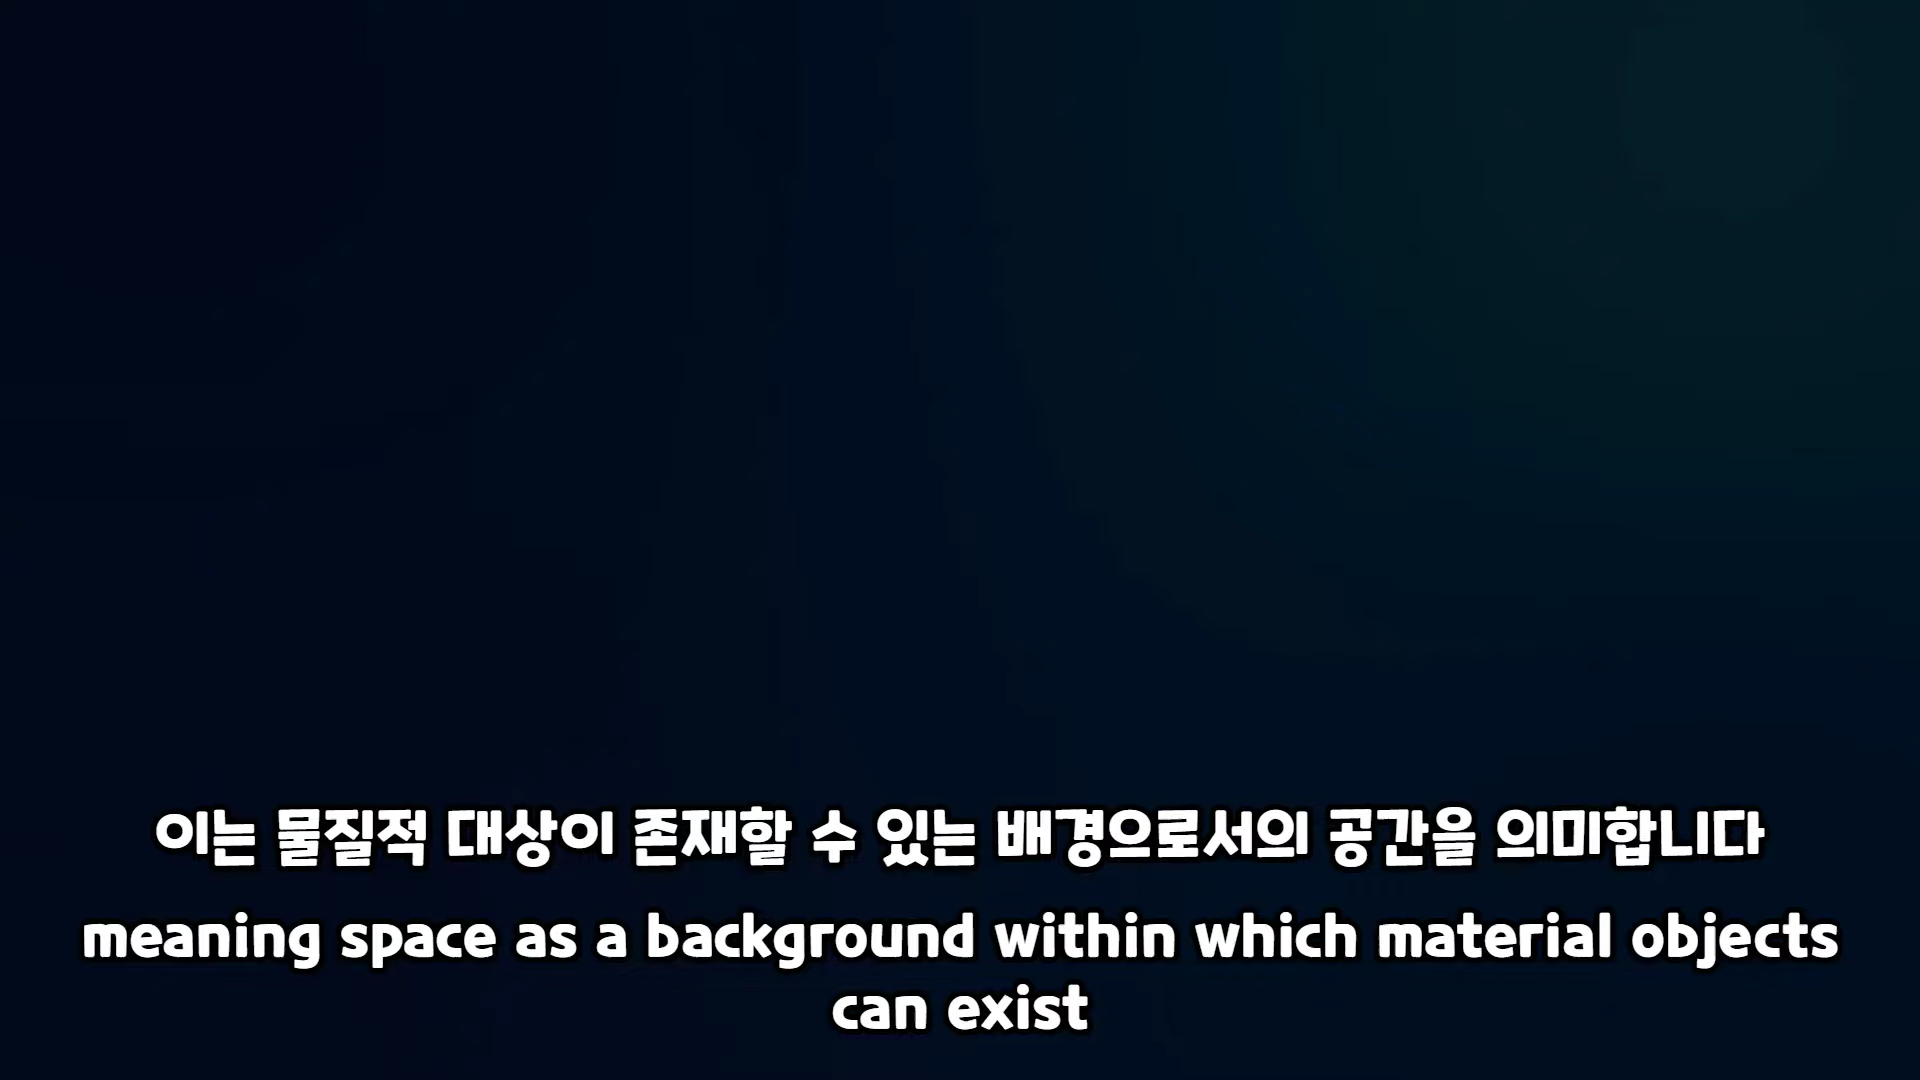 이는 물질적 대상이 존재할 수 있는 배경으로서의 공간을 의미합니다
meaning space as a background within which material objects
can exist